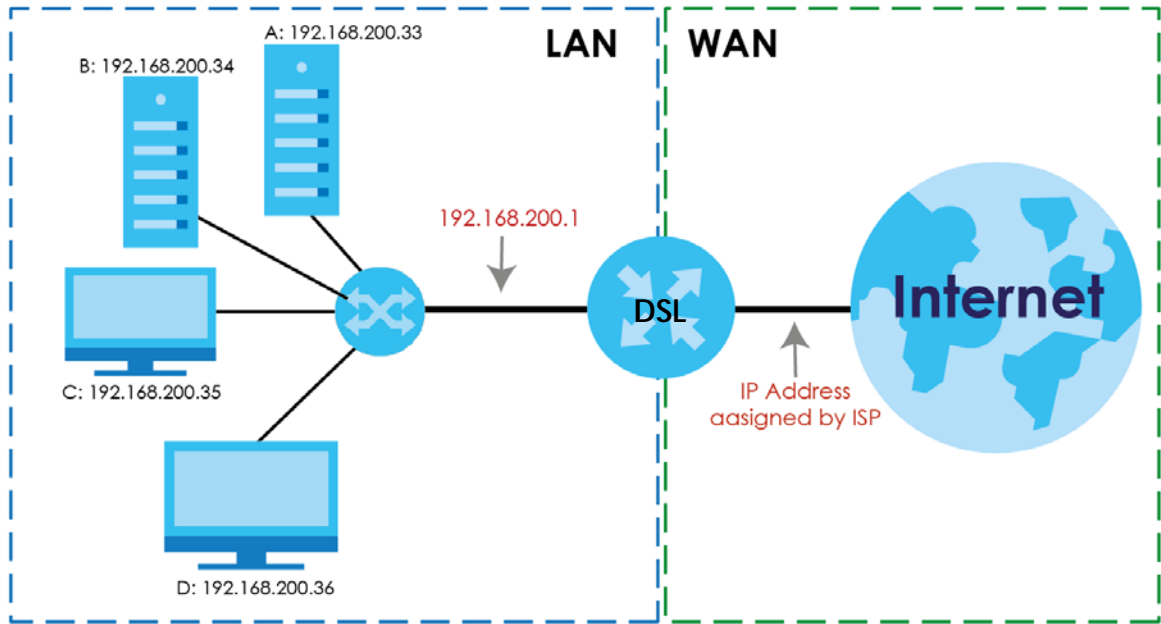 A: 192.168.200.33
LAN
WAN
B: 192.168.200.34
192.168.200.1
DSL
Internet
C: 192.168.200.35
IP Address
aasigned by ISP
D: 192.168.200.36